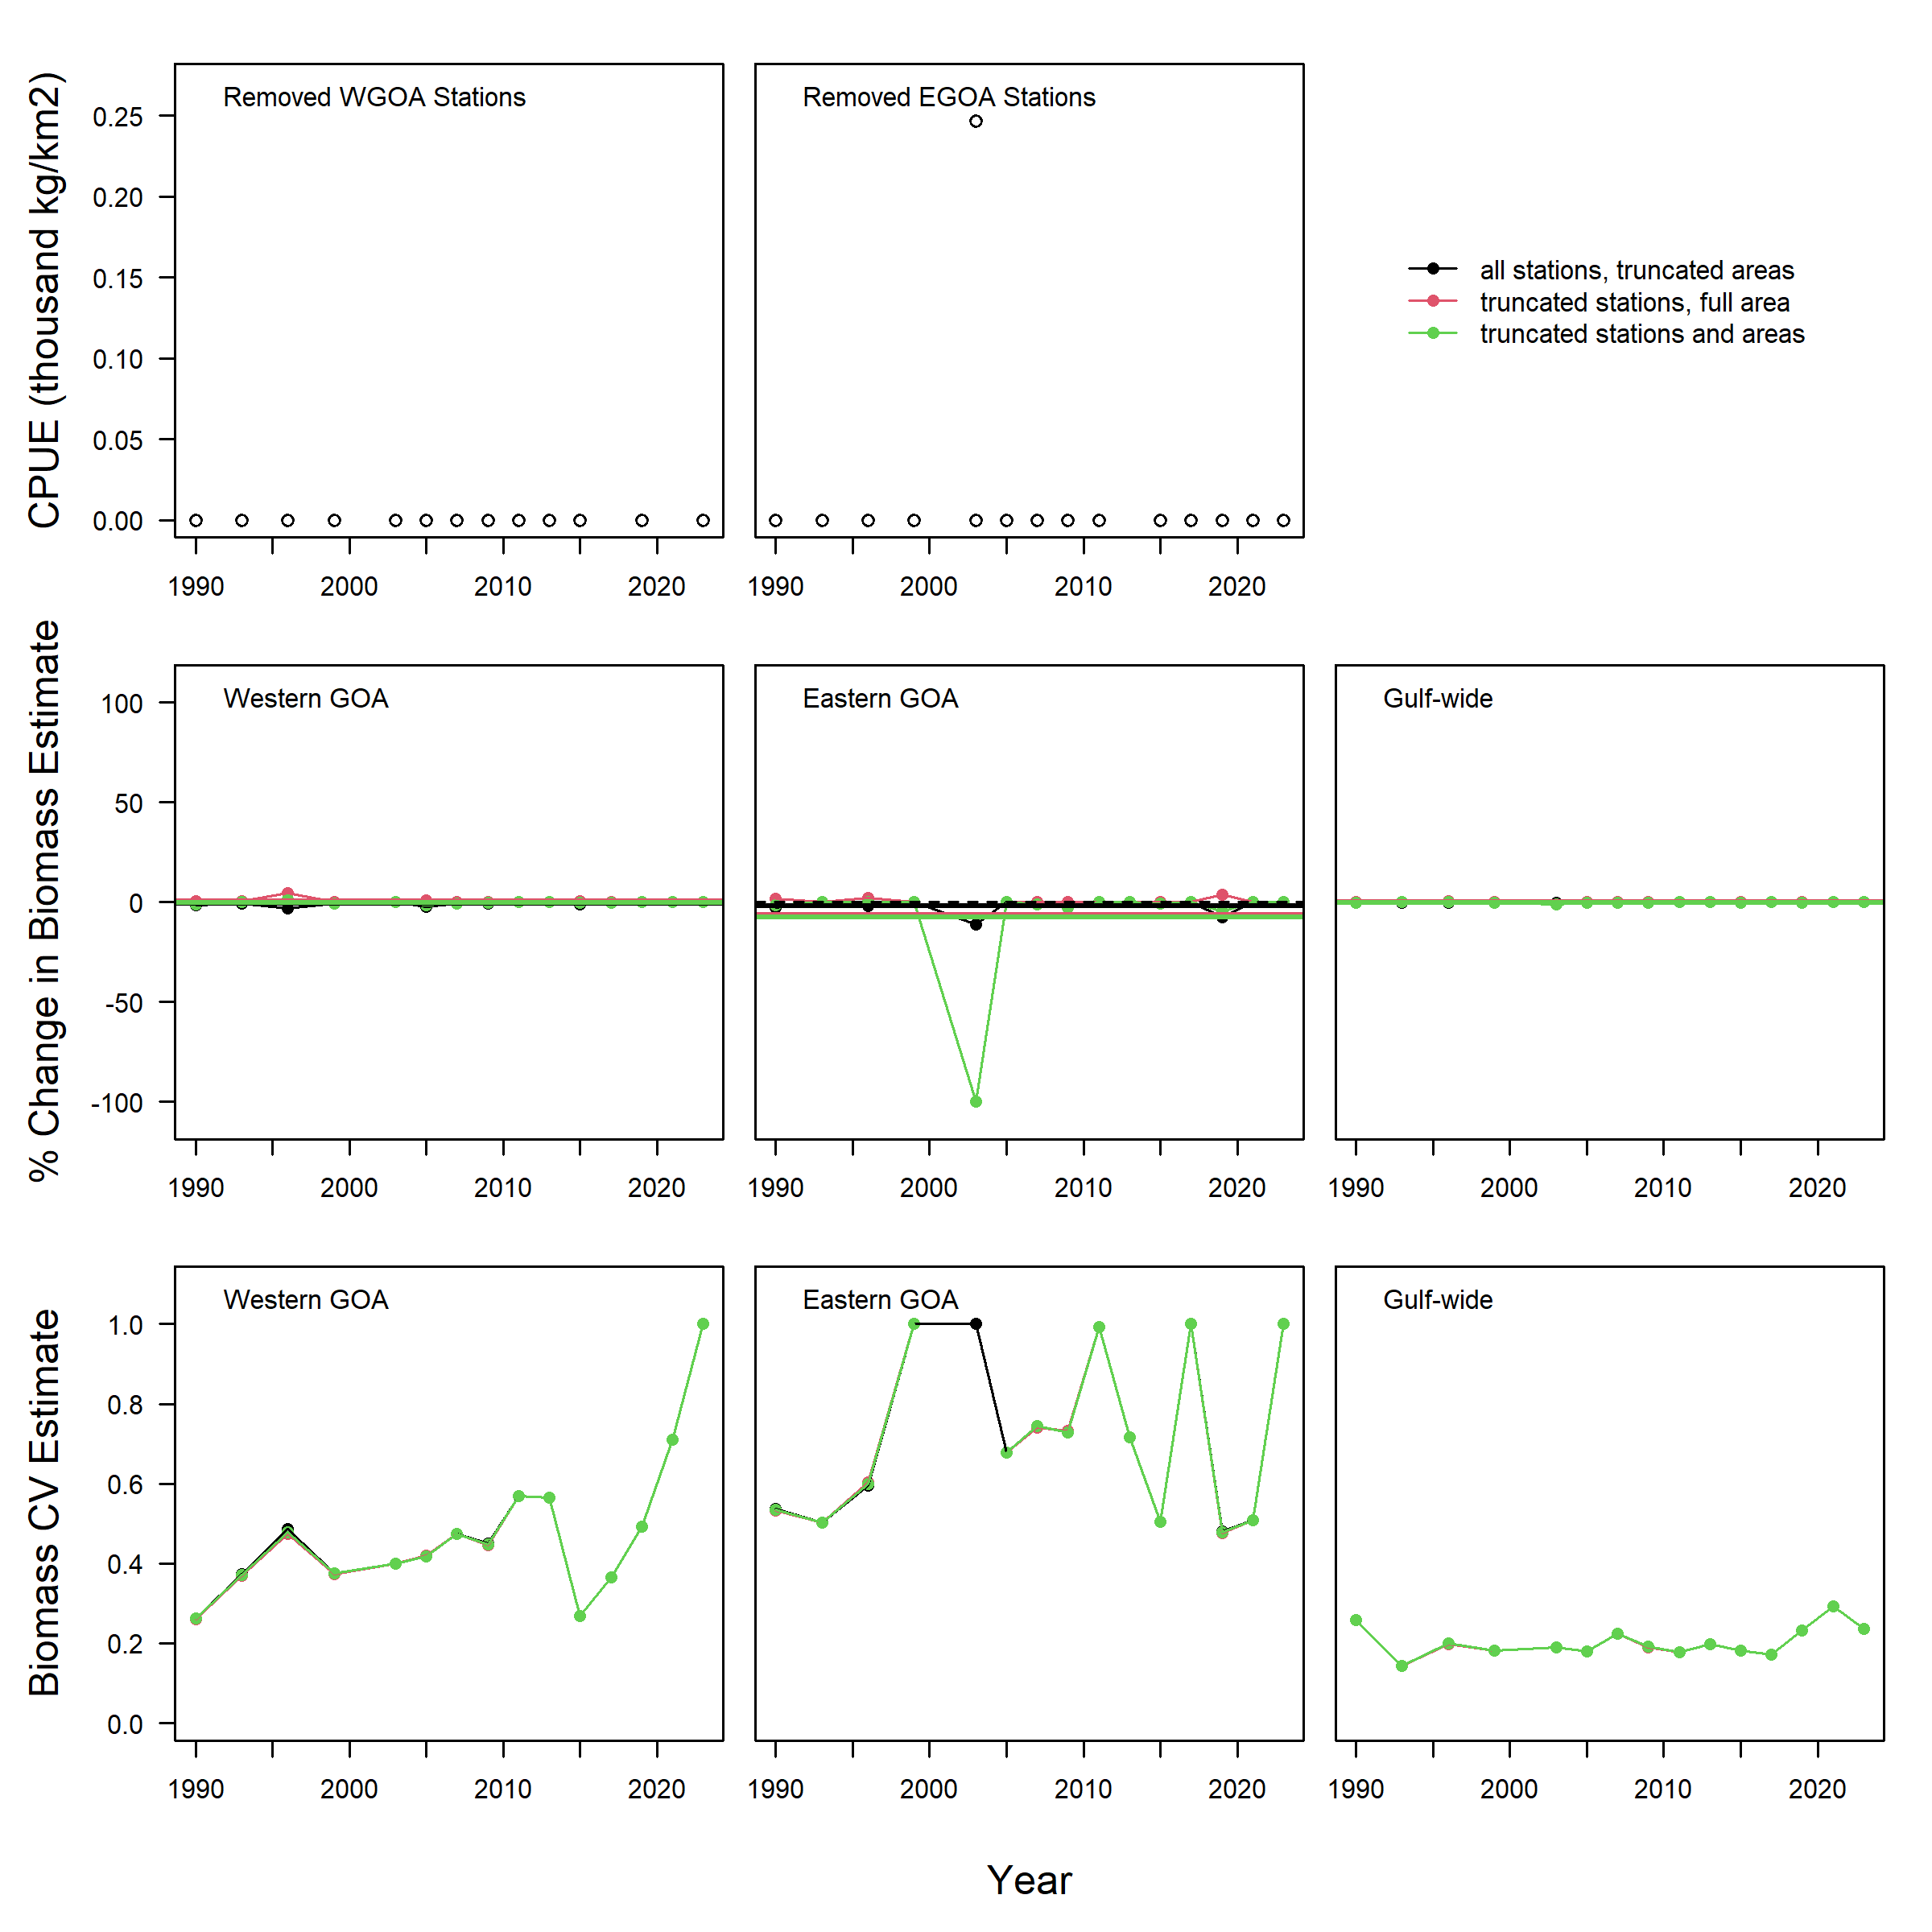 CPUE (thousand kg/km2)
Removed WGOA Stations
0.25
0.20
0.15
0.10
0.05
0.00
1990 2000 2010 2020
Removed EGOA Stations
1990 2000 2010 2020
all stations, truncated areas
truncated stations, full area
truncated stations and areas
% Change in Biomass Estimate
Western GOA
100
50
0
-50
-100
1990 2000 2010 2020
Eastern GOA
1990 2000 2010 2020
Gulf-wide
1990 2000 2010 2020
Biomass CV Estimate
Western GOA
1.0
0.8
0.6
0.4
0.2
0.0
1990 2000 2010 2020
Eastern GOA
1990 2000 2010 2020
Gulf-wide
1990 2000 2010 2020
Year